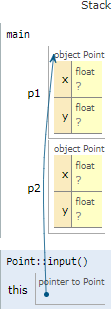 Stack
main
object Point
p1
x
float
?
y
float
?
object Point
p2
x
float
?
y
float
?
Point::input()
this
pointer to Point